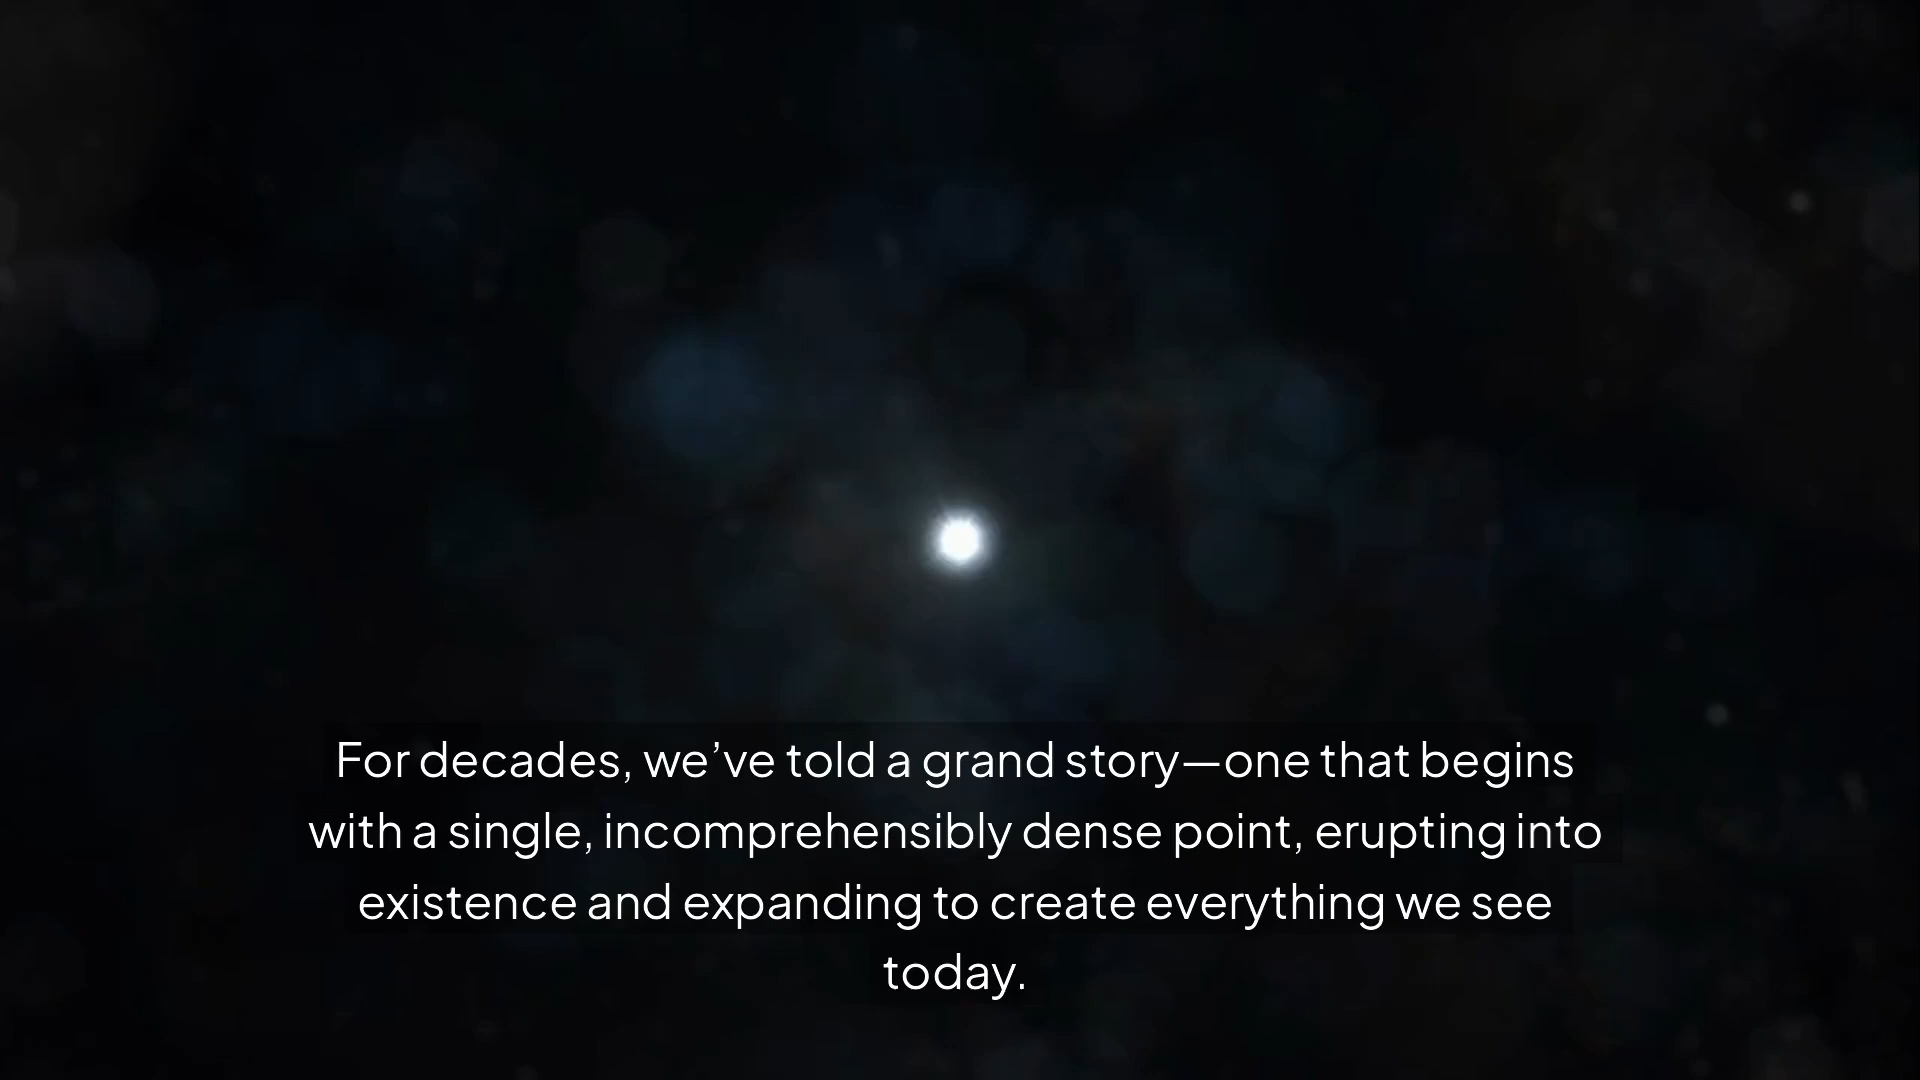 For decades, we’ve told a grand story—one that begins
with a single, incomprehensibly dense point, erupting into
existence and expanding to create everything we see
today.